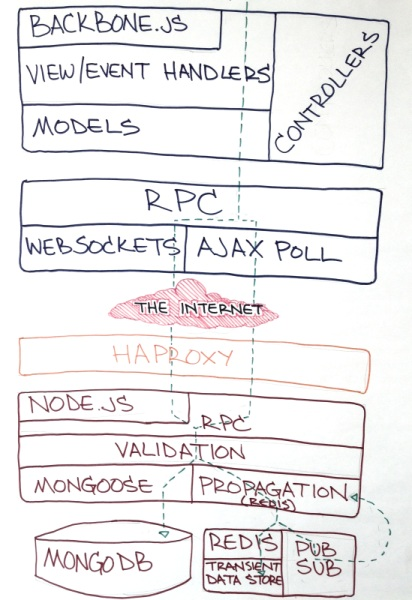 BACKBONE.JS
VIEW/EVENT HANDLERS
MODELS
CONTROLLERS
RPC
WEBSOCKETS
AJAX POLL
THE INTERNET
HAPROXY
NODE.JS
RPC
VALIDATION
MONGOOSE
PROPAGATION
(REDIS)
MONGODB
REDIS
TRANSIENT
DATA STORE
PUB
SUB